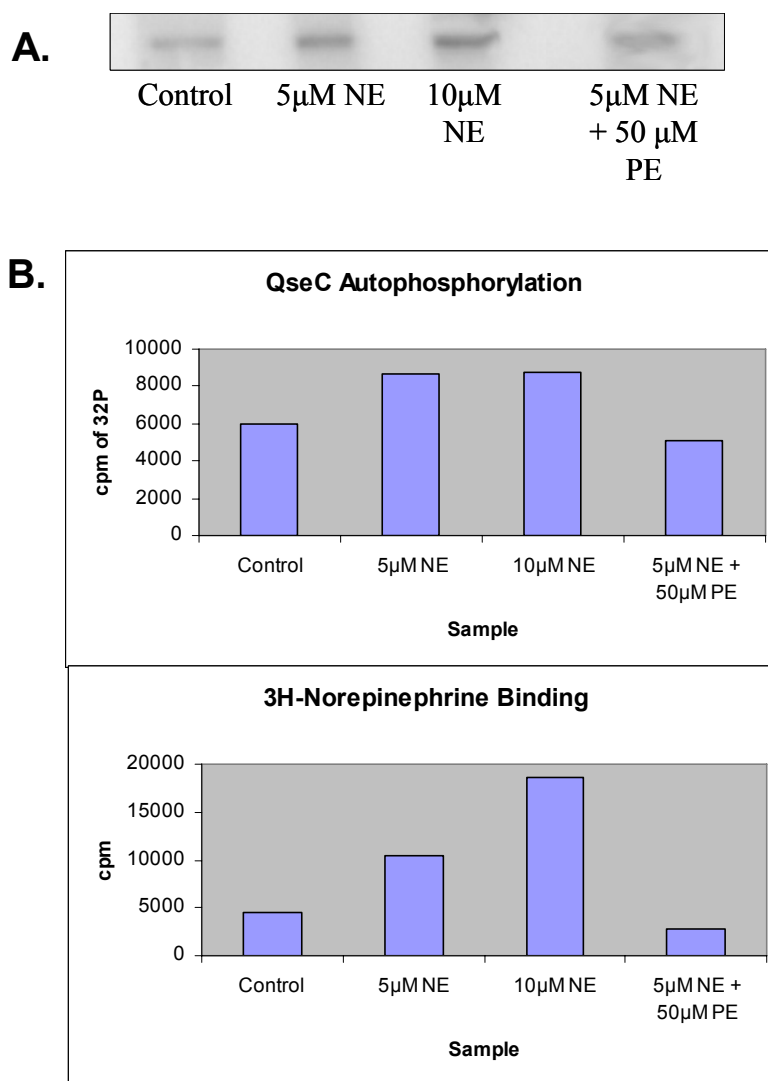 A.
Control
5μM NE
10μM
NE
5μM NE
+ 50 μM
PE
B.
QseC Autophosphorylation
cpm of 32P
10000
8000
6000
4000
2000
0
Control
5μM NE
10μM NE
5μM NE +
50μM PE
Sample
3H-Norepinephrine Binding
cpm
20000
15000
10000
5000
0
Control
5μM NE
10μM NE
5μM NE +
50μM PE
Sample